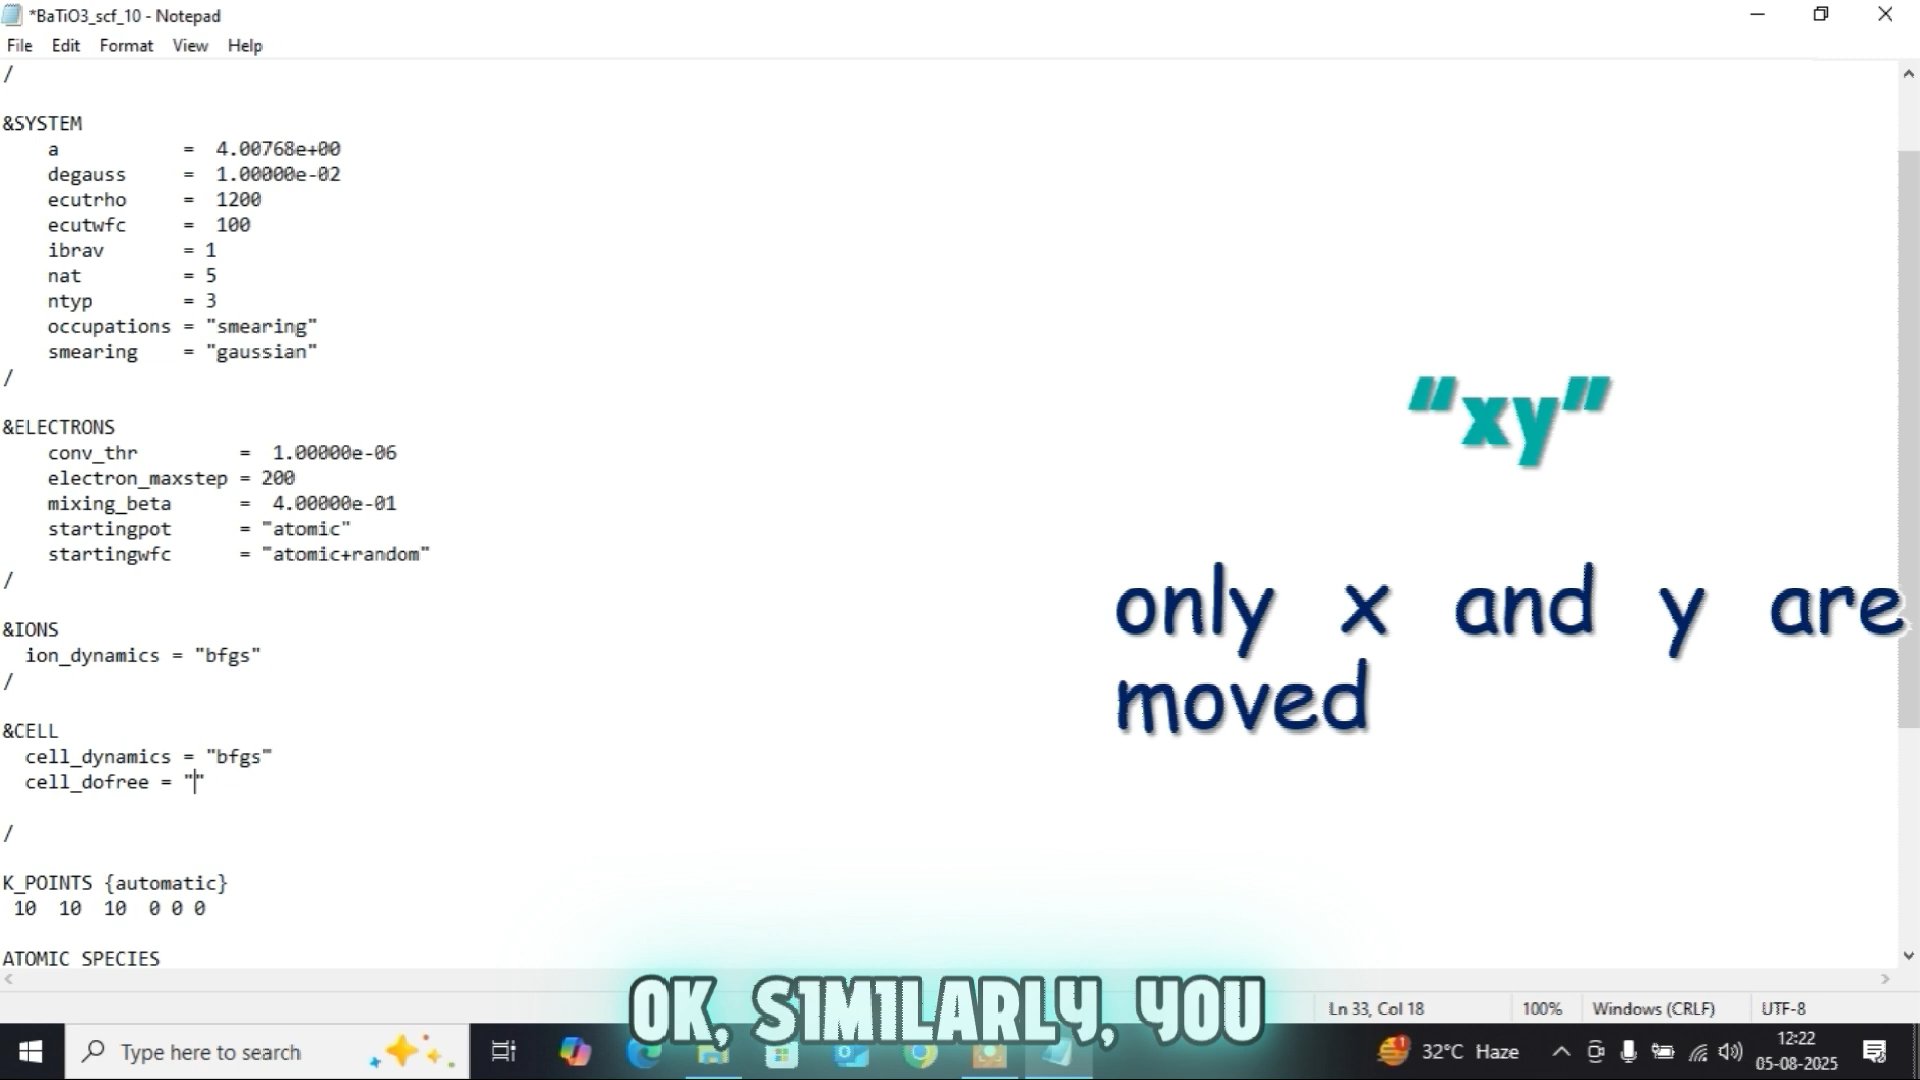 *BaTiO3_scf_10 - Notepad
File Edit Format View Help
/
&SYSTEM
a = 4.00768e+00
degauss = 1.00000e-02
ecutrho = 1200
ecutwfc = 100
ibrav = 1
nat = 5
ntyp = 3
occupations = "smearing"
smearing = "gaussian"
/
&ELECTRONS
conv_thr = 1.00000e-06
electron_maxstep = 200
mixing_beta = 4.00000e-01
startingpot = "atomic"
startingwfc = "atomic+random"
/
&IONS
ion_dynamics = "bfgs"
/
&CELL
cell_dynamics = "bfgs"
cell_dofree = ""
/
K_POINTS {automatic}
10 10 10 0 0 0
ATOMIC SPECIES
"xy"
only x and y are
moved
OK, SIMILARLY, YOU
Ln 33, Col 18 100% Windows (CRLF) UTF-8
Type here to search
32°C Haze
12:22
05-08-2025